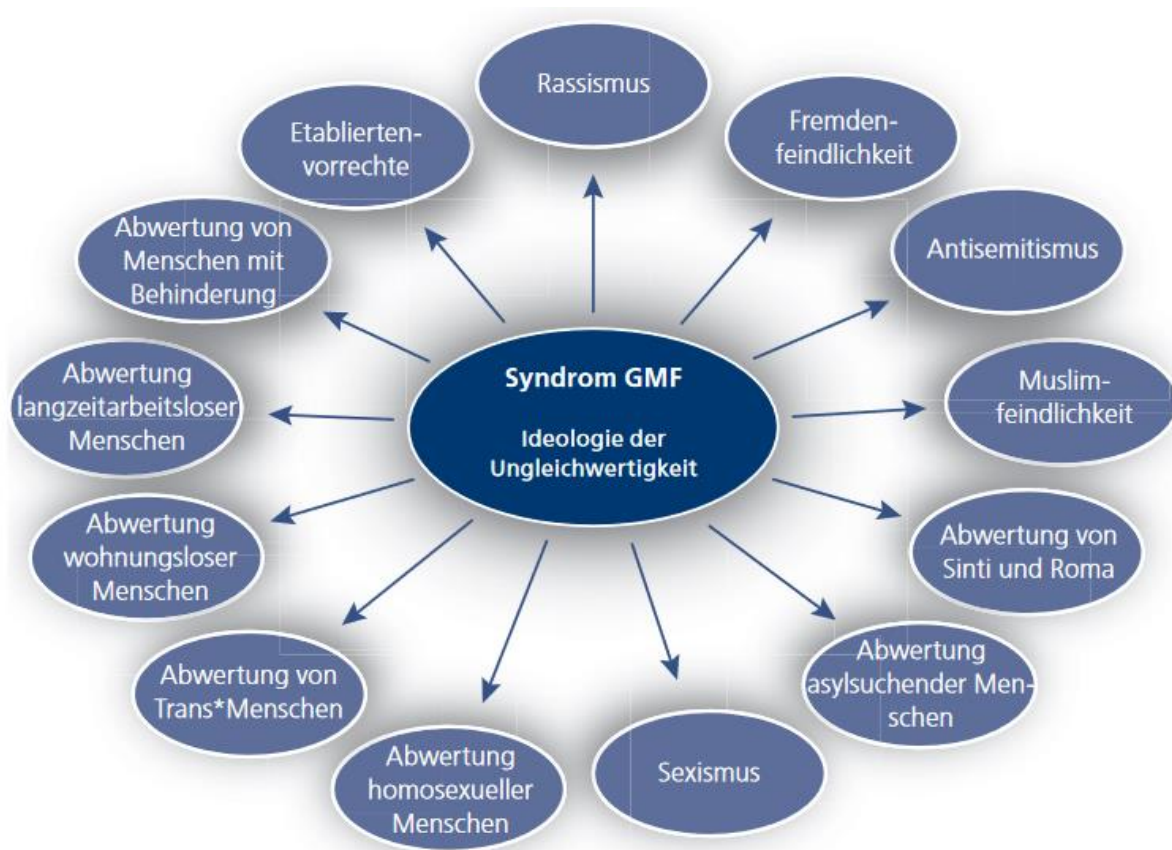 Rassismus
Fremden-
feindlichkeit
Antisemitismus
Muslim-
feindlichkeit
Abwertung von
Sinti und Roma
Abwertung
asylsuchender Men-
schen
Sexismus
Abwertung
homosexueller
Menschen
Abwertung von
Trans*Menschen
Abwertung
wohnungsloser
Menschen
Abwertung
langzeitarbeitsloser
Menschen
Abwertung von
Menschen mit
Behinderung
Etablierten-
vorrechte
Syndrom GMF
Ideologie der
Ungleichwertigkeit